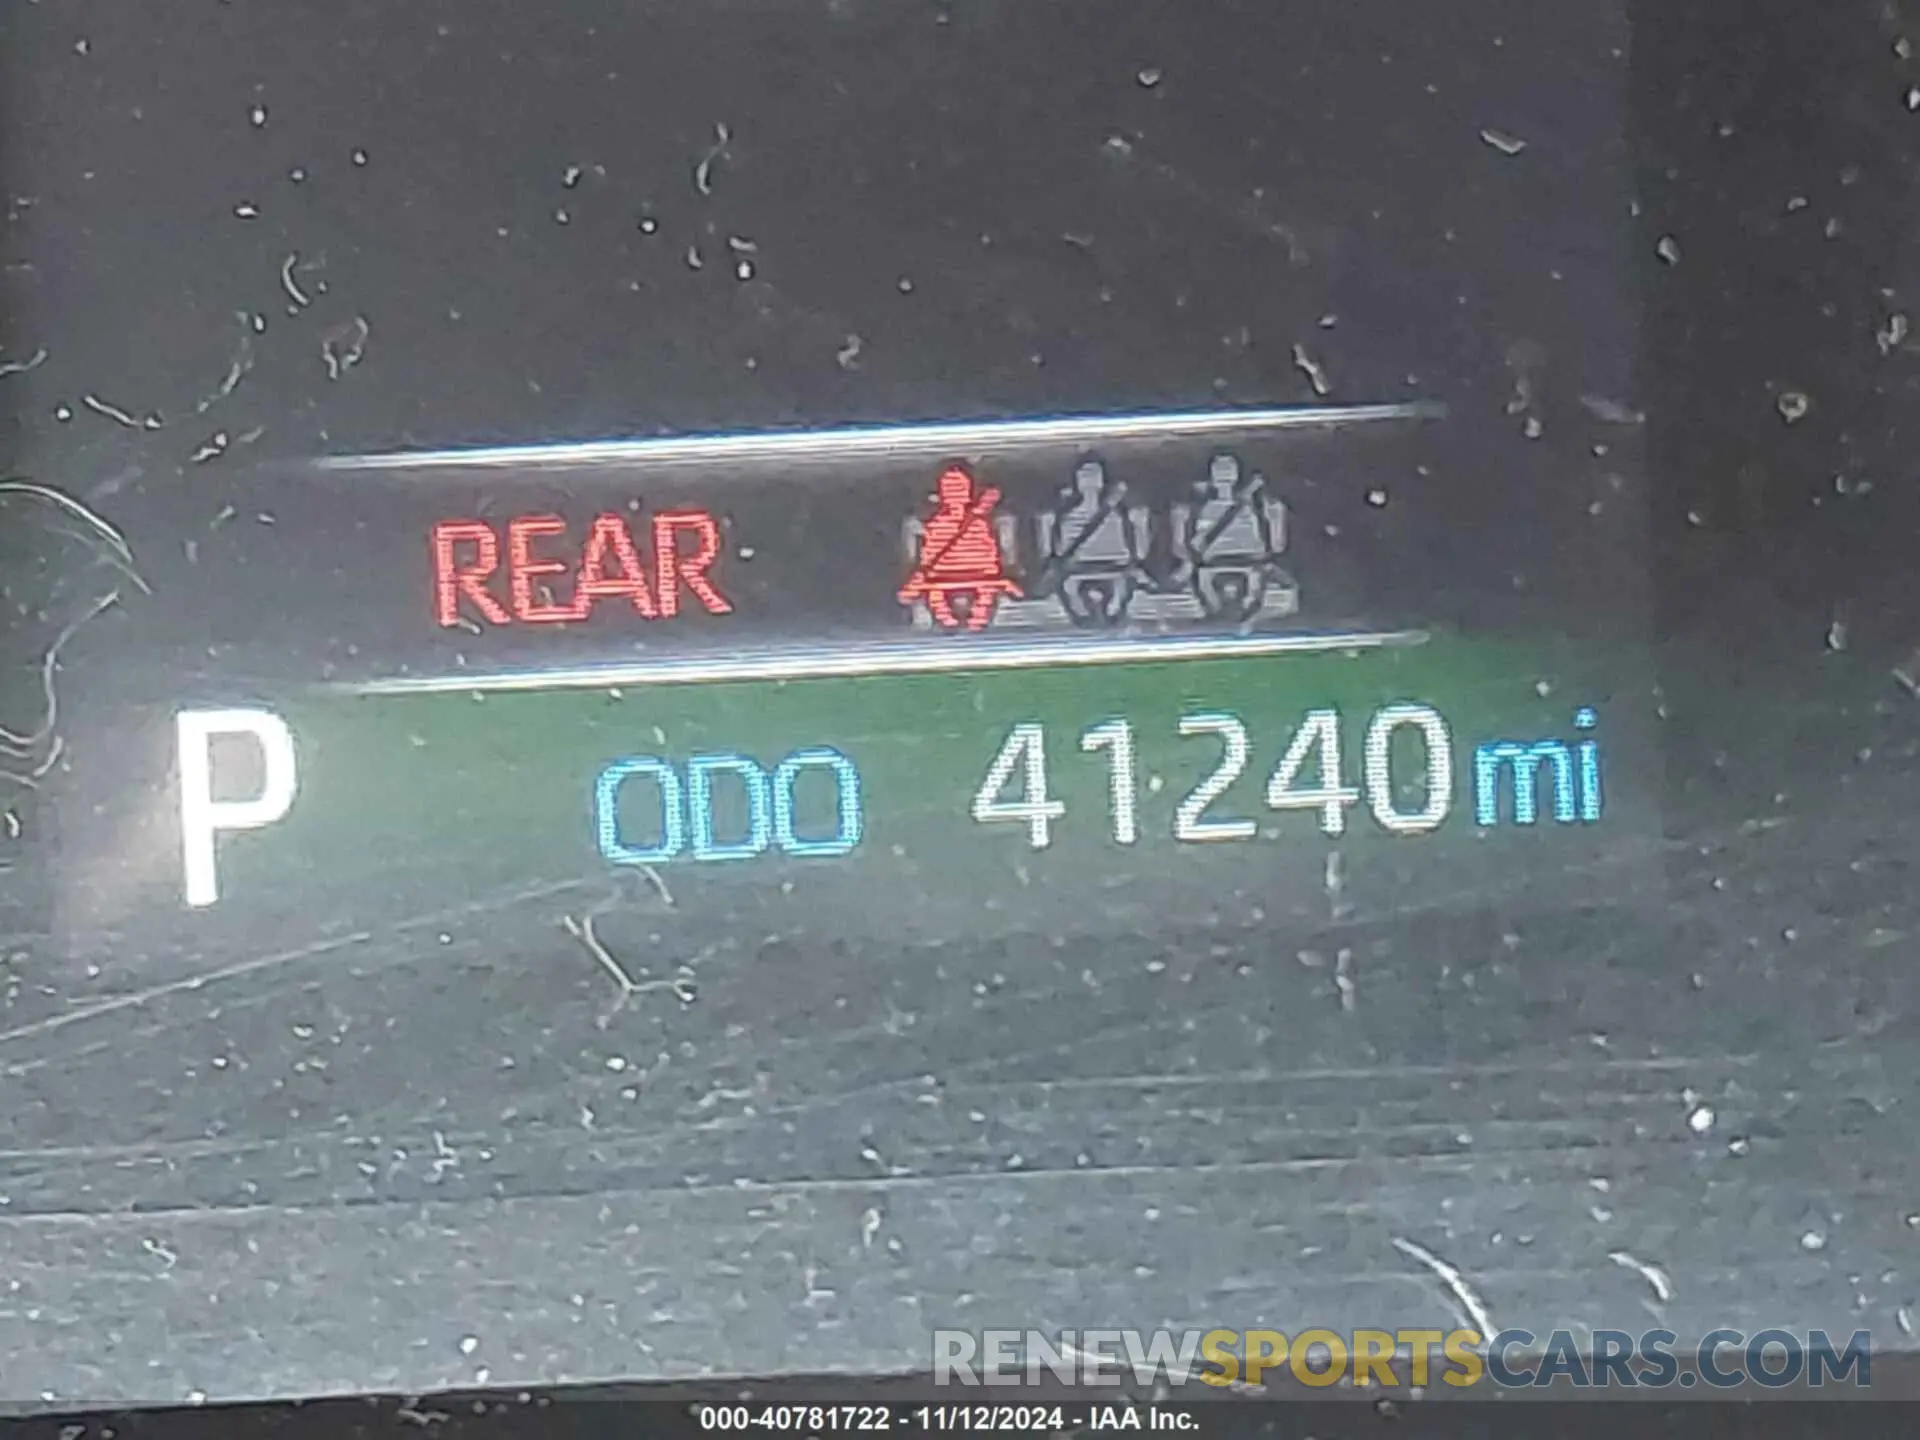 REAR
P ODO 41240 mi
RENEWSPORTSCARS.COM
000-40781722 - 11/12/2024 - IAA Inc.